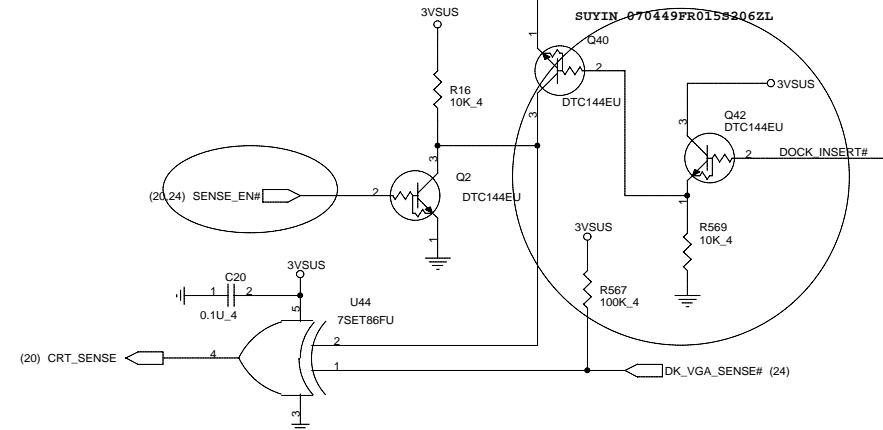 SUYIN 070449FR015S206ZL
3VSUS
1
Q40
2
R16
10K_4
DTC144EU
3
3VSUS
3
Q42
DTC144EU
2
DOCK_INSERT#
3
Q2
DTC144EU
(20,24) SENSE_EN#
2
1
1
R569
10K_4
3VSUS
3VSUS
C20
1 2
0.1U_4
5
U44
7SET86FU
R567
100K_4
2
(20) CRT_SENSE
4
1
DK_VGA_SENSE# (24)
3